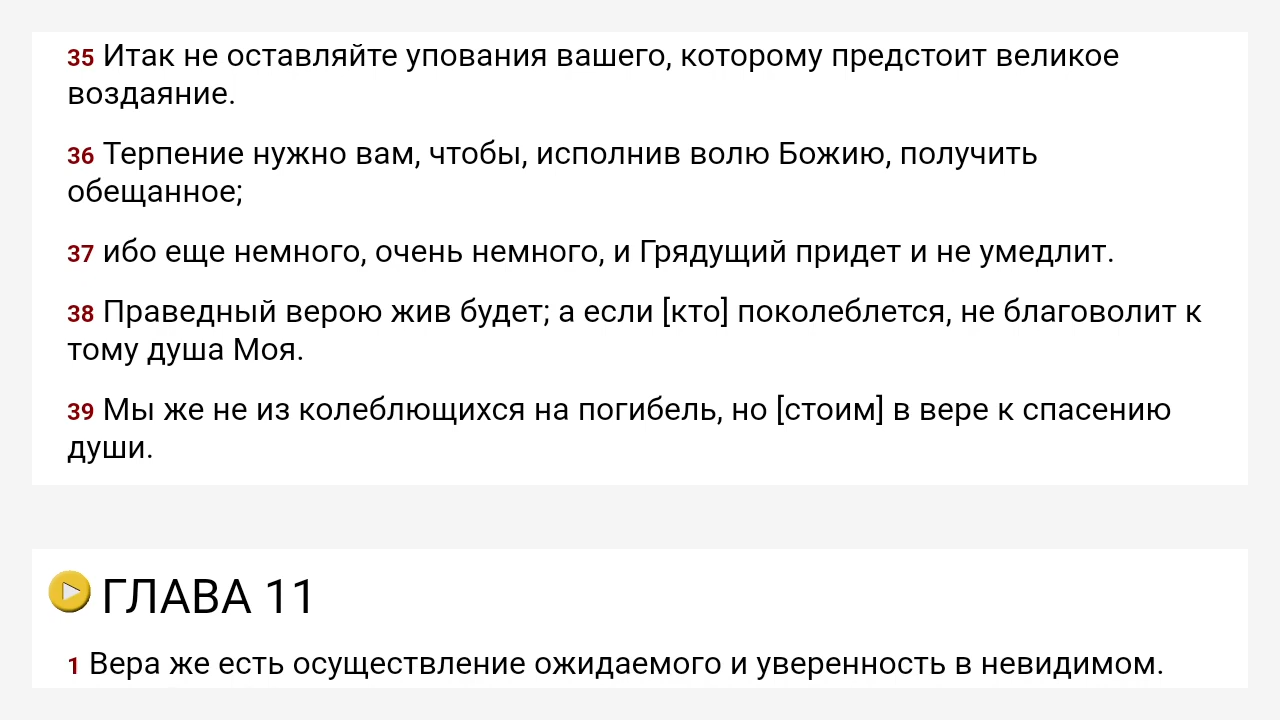 35 Итак не оставляйте упования вашего, которому предстоит великое
воздаяние.
36 Терпение нужно вам, чтобы, исполнив волю Божию, получить
обещанное;
37 ибо еще немного, очень немного, и Грядущий придет и не умедлит.
38 Праведный верою жив будет; а если [кто] поколеблется, не благоволит к
тому душа Моя.
39 Мы же не из колеблющихся на погибель, но [стоим] в вере к спасению
души.
ГЛАВА 11
1 Вера же есть осуществление ожидаемого и уверенность в невидимом.